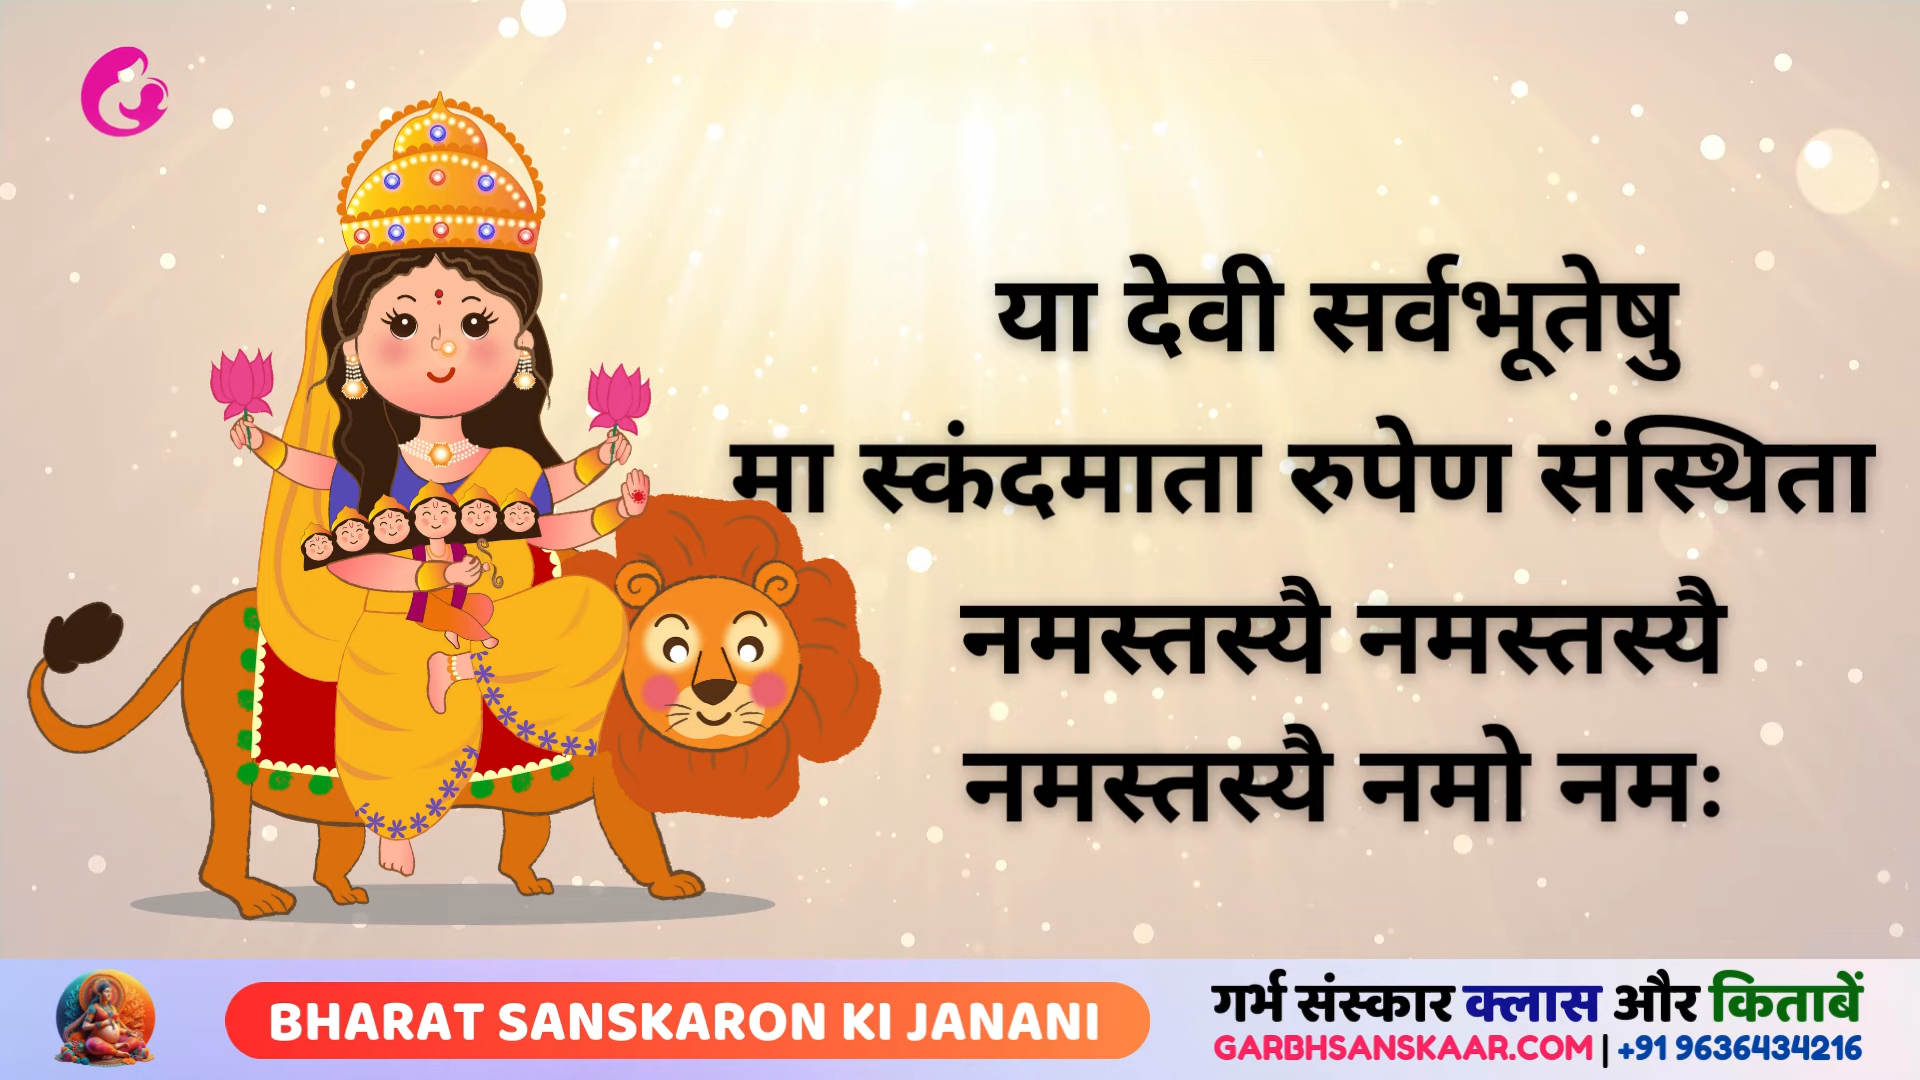 या देवी सर्वभूतेषु
मा स्कंदमाता रुपेण संस्थिता
नमस्तस्यै नमस्तस्यै
नमस्तस्यै नमो नमः
BHARAT SANSKARON KI JANANI
गर्भ संस्कार क्लास और किताबें
GARBHSANSKAAR.COM | +91 9636434216